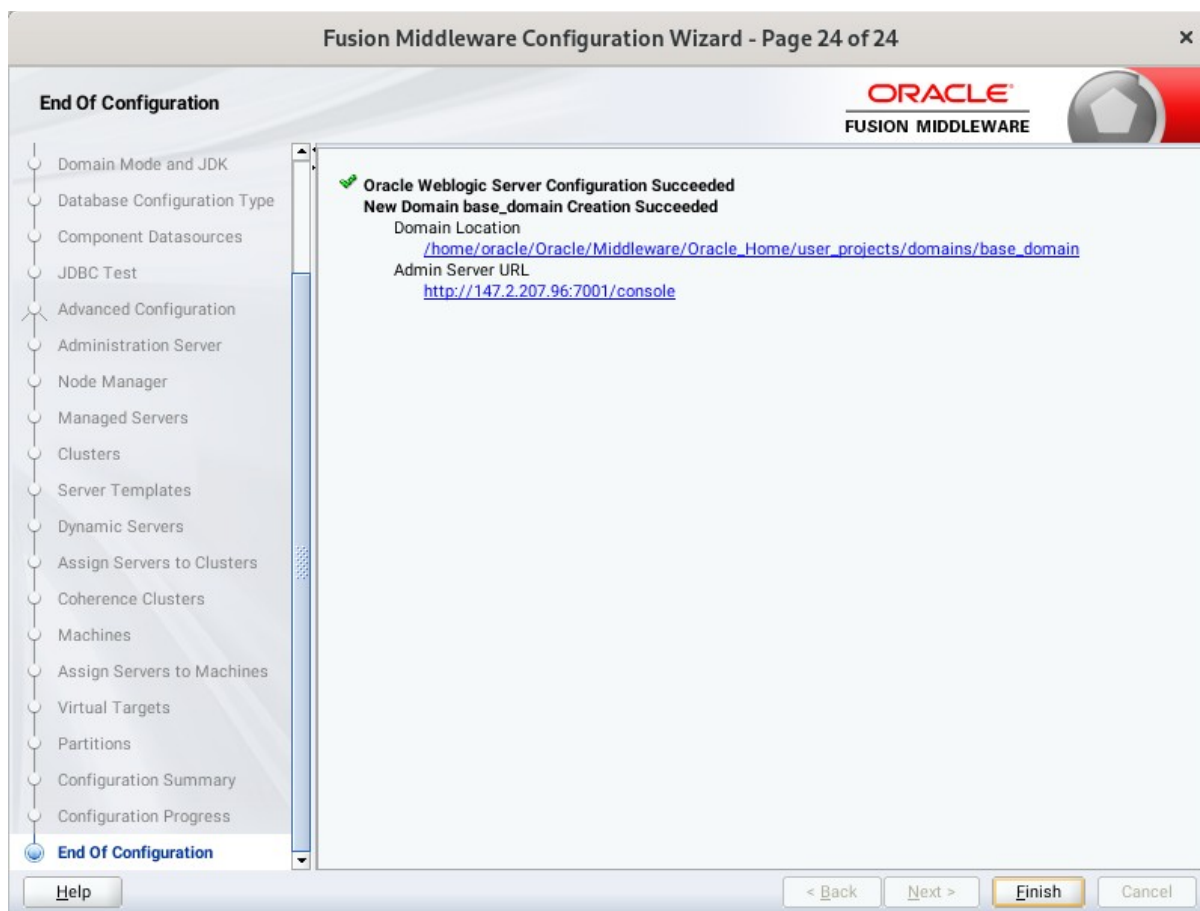 Fusion Middleware Configuration Wizard - Page 24 of 24
End Of Configuration
ORACLE
FUSION MIDDLEWARE
Domain Mode and JDK
Database Configuration Type
Component Datasources
JDBC Test
Advanced Configuration
Administration Server
Node Manager
Managed Servers
Clusters
Server Templates
Dynamic Servers
Assign Servers to Clusters
Coherence Clusters
Machines
Assign Servers to Machines
Virtual Targets
Partitions
Configuration Summary
Configuration Progress
End Of Configuration
Oracle Weblogic Server Configuration Succeeded
New Domain base_domain Creation Succeeded
Domain Location
/home/oracle/Oracle/Middleware/Oracle_Home/user_projects/domains/base_domain
Admin Server URL
http://147.2.207.96:7001/console
Help
< Back
Next >
Finish
Cancel